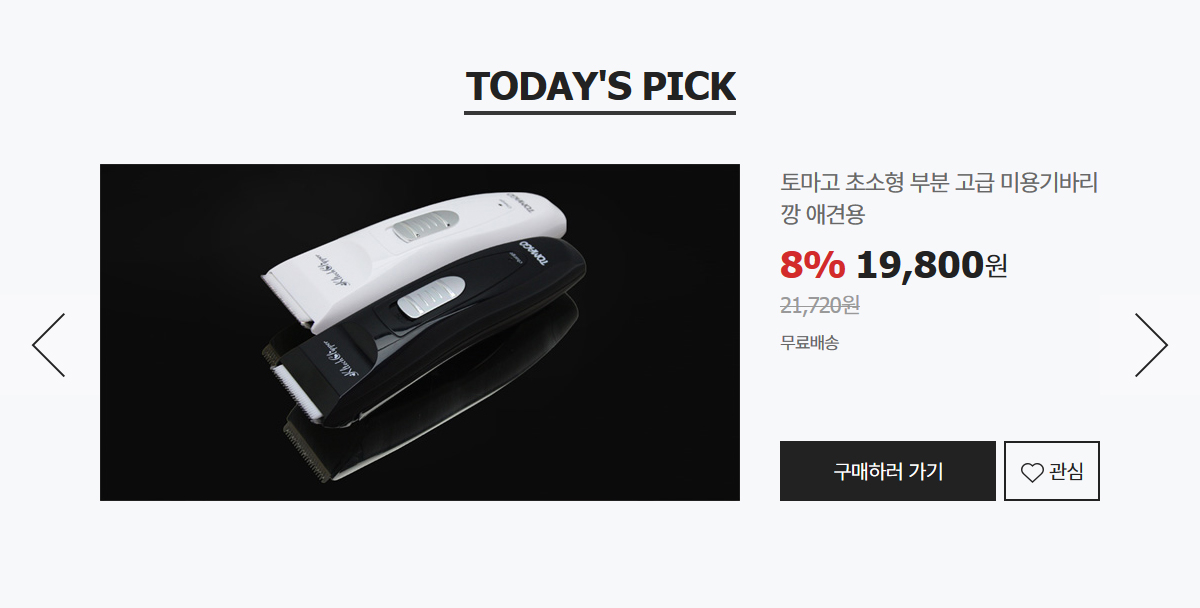 TODAY'S PICK
토마고 초소형 부분 고급 미용기바리
깡 애견용
8% 19,800원
21,720원
무료배송
구매하러 가기
관심
TOMAGO
TOMAGO